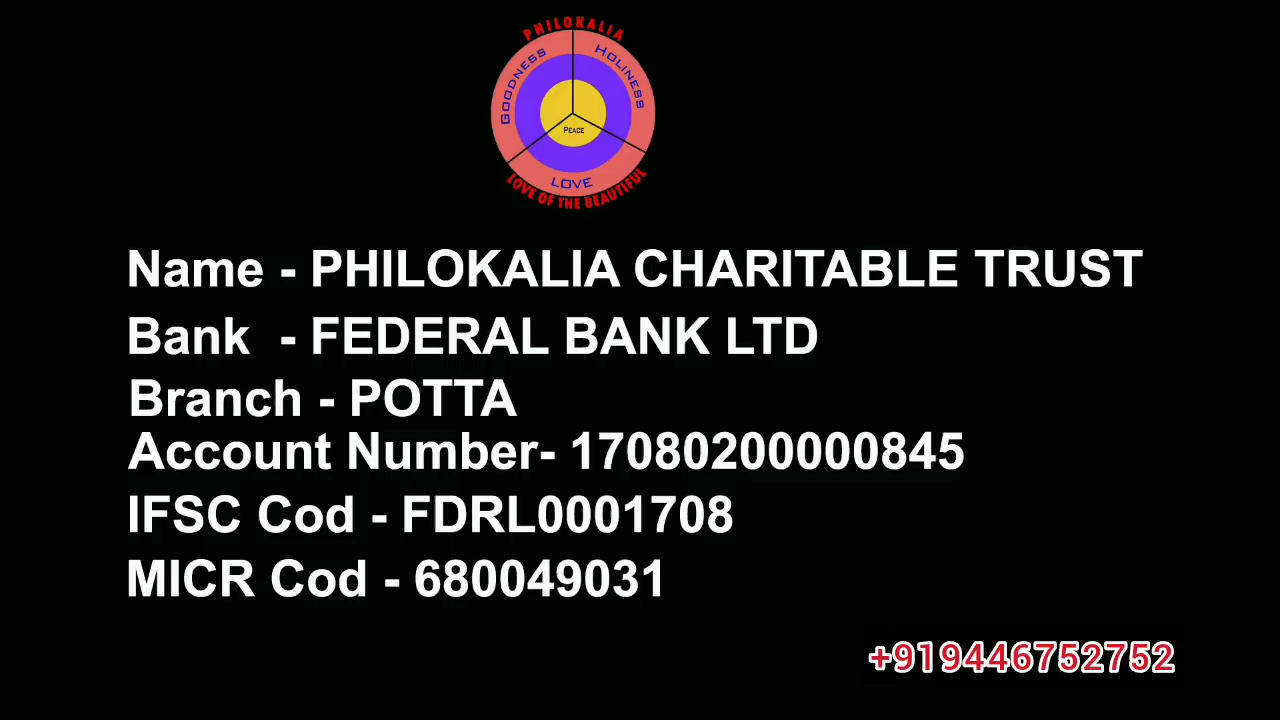 PHILOKALIA
GOODNESS
HOLINESS
PEACE
LOVE
LOVE OF THE BEAUTIFUL
Name - PHILOKALIA CHARITABLE TRUST
Bank - FEDERAL BANK LTD
Branch - POTTA
Account Number- 17080200000845
IFSC Cod - FDRL0001708
MICR Cod - 680049031
+919446752752